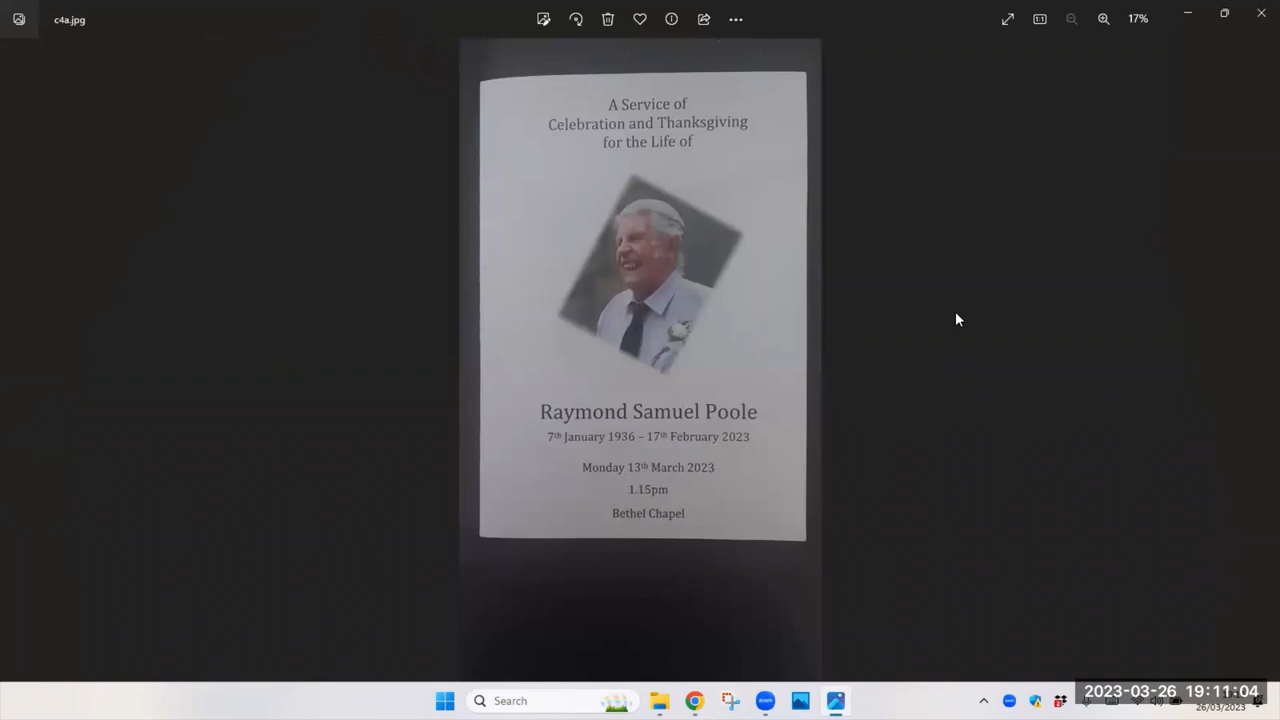 c4a.jpg
17%
A Service of
Celebration and Thanksgiving
for the Life of
Raymond Samuel Poole
7th January 1936 – 17th February 2023
Monday 13th March 2023
1.15pm
Bethel Chapel
Search
zoom
zoom
2023-03-26 19:11:04
26/03/2023